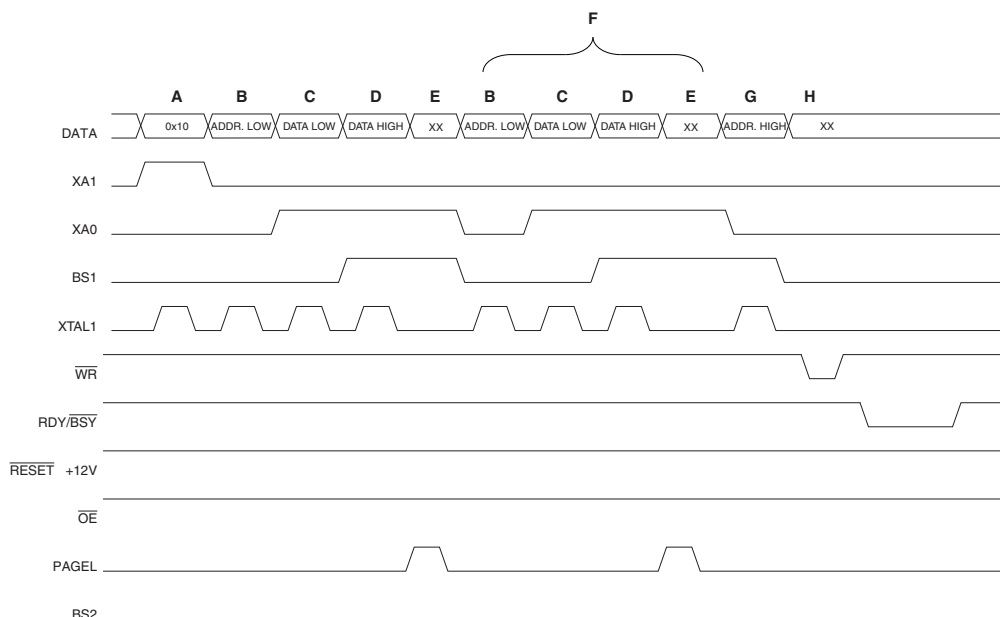 F
A B C D E B C D E G H
DATA 0x10 ADDR. LOW DATA LOW DATA HIGH XX ADDR. LOW DATA LOW DATA HIGH XX ADDR. HIGH XX
XA1
XA0
BS1
XTAL1
WR
RDY/BSY
RESET +12V
OE
PAGEL
BS2